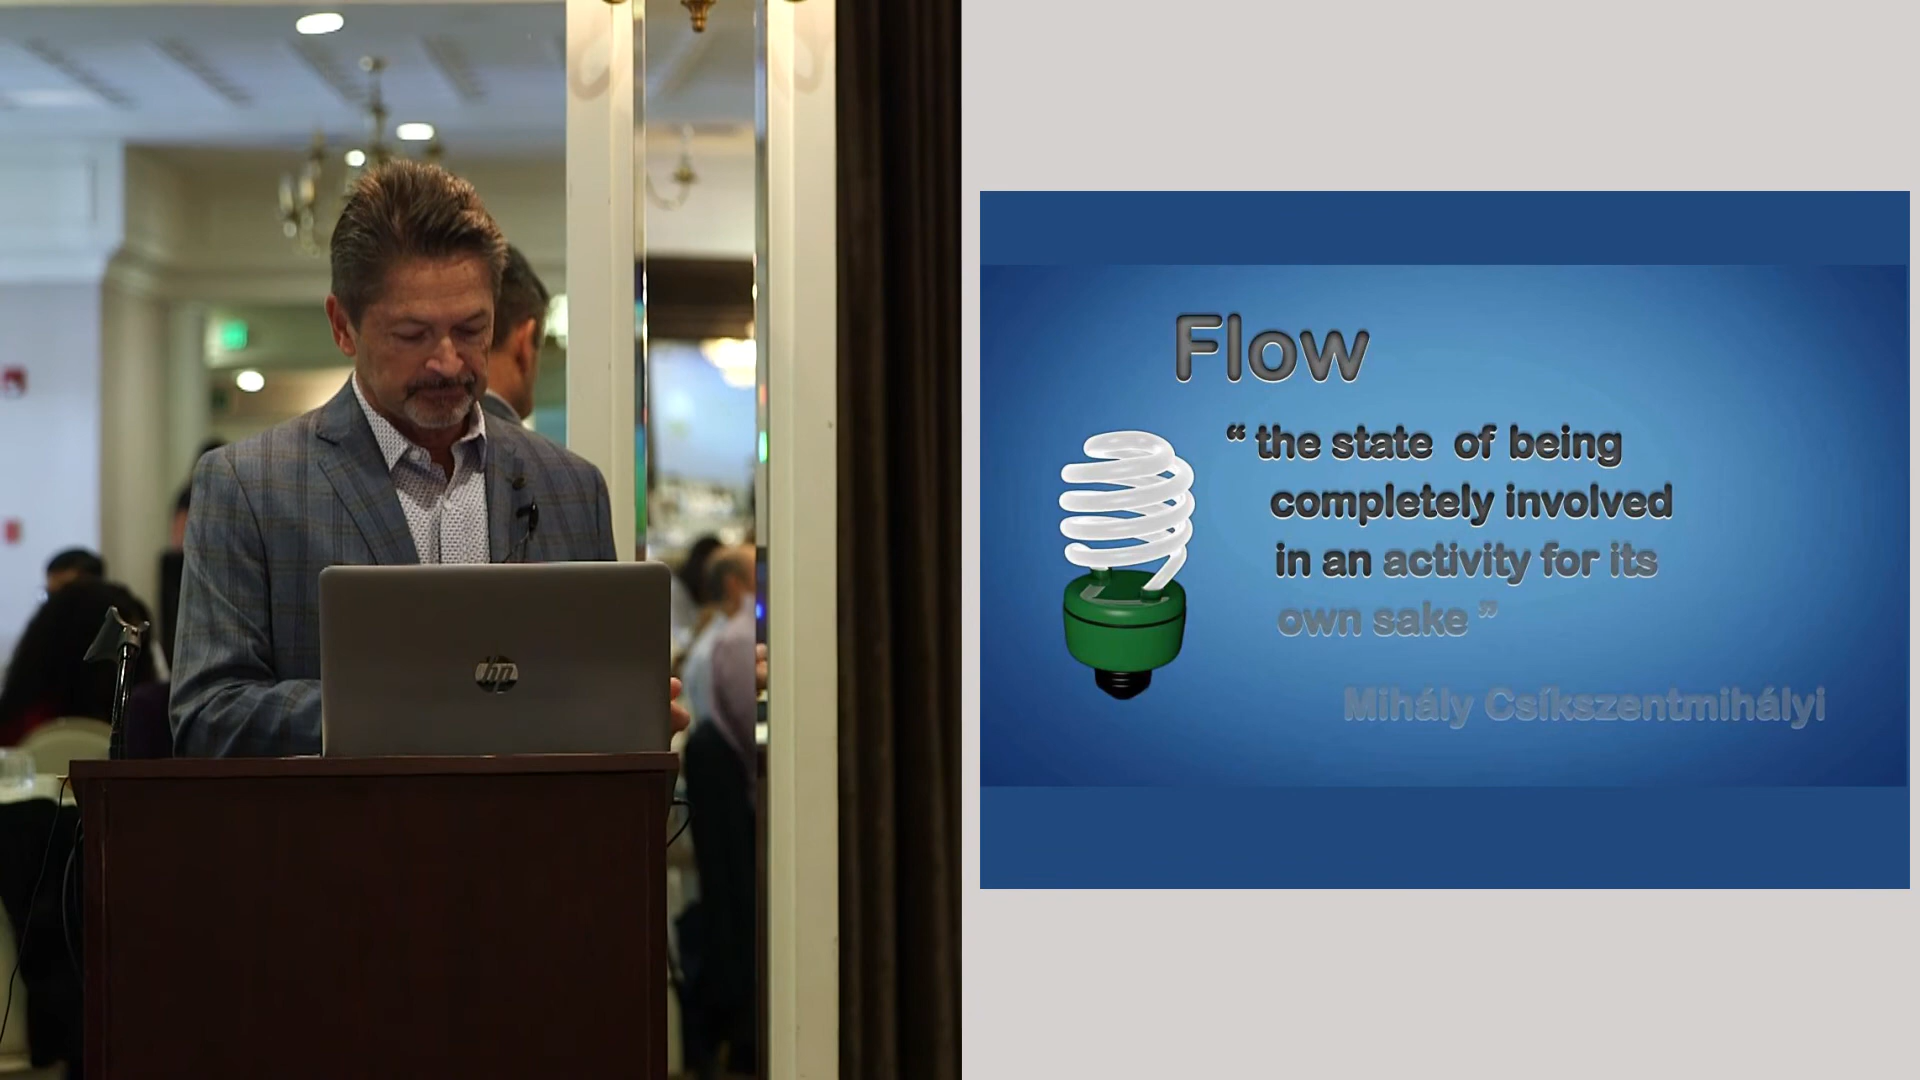 hp
Flow
“ the state of being
completely involved
in an activity for its
own sake ”
Mihály Csíkszentmihályi